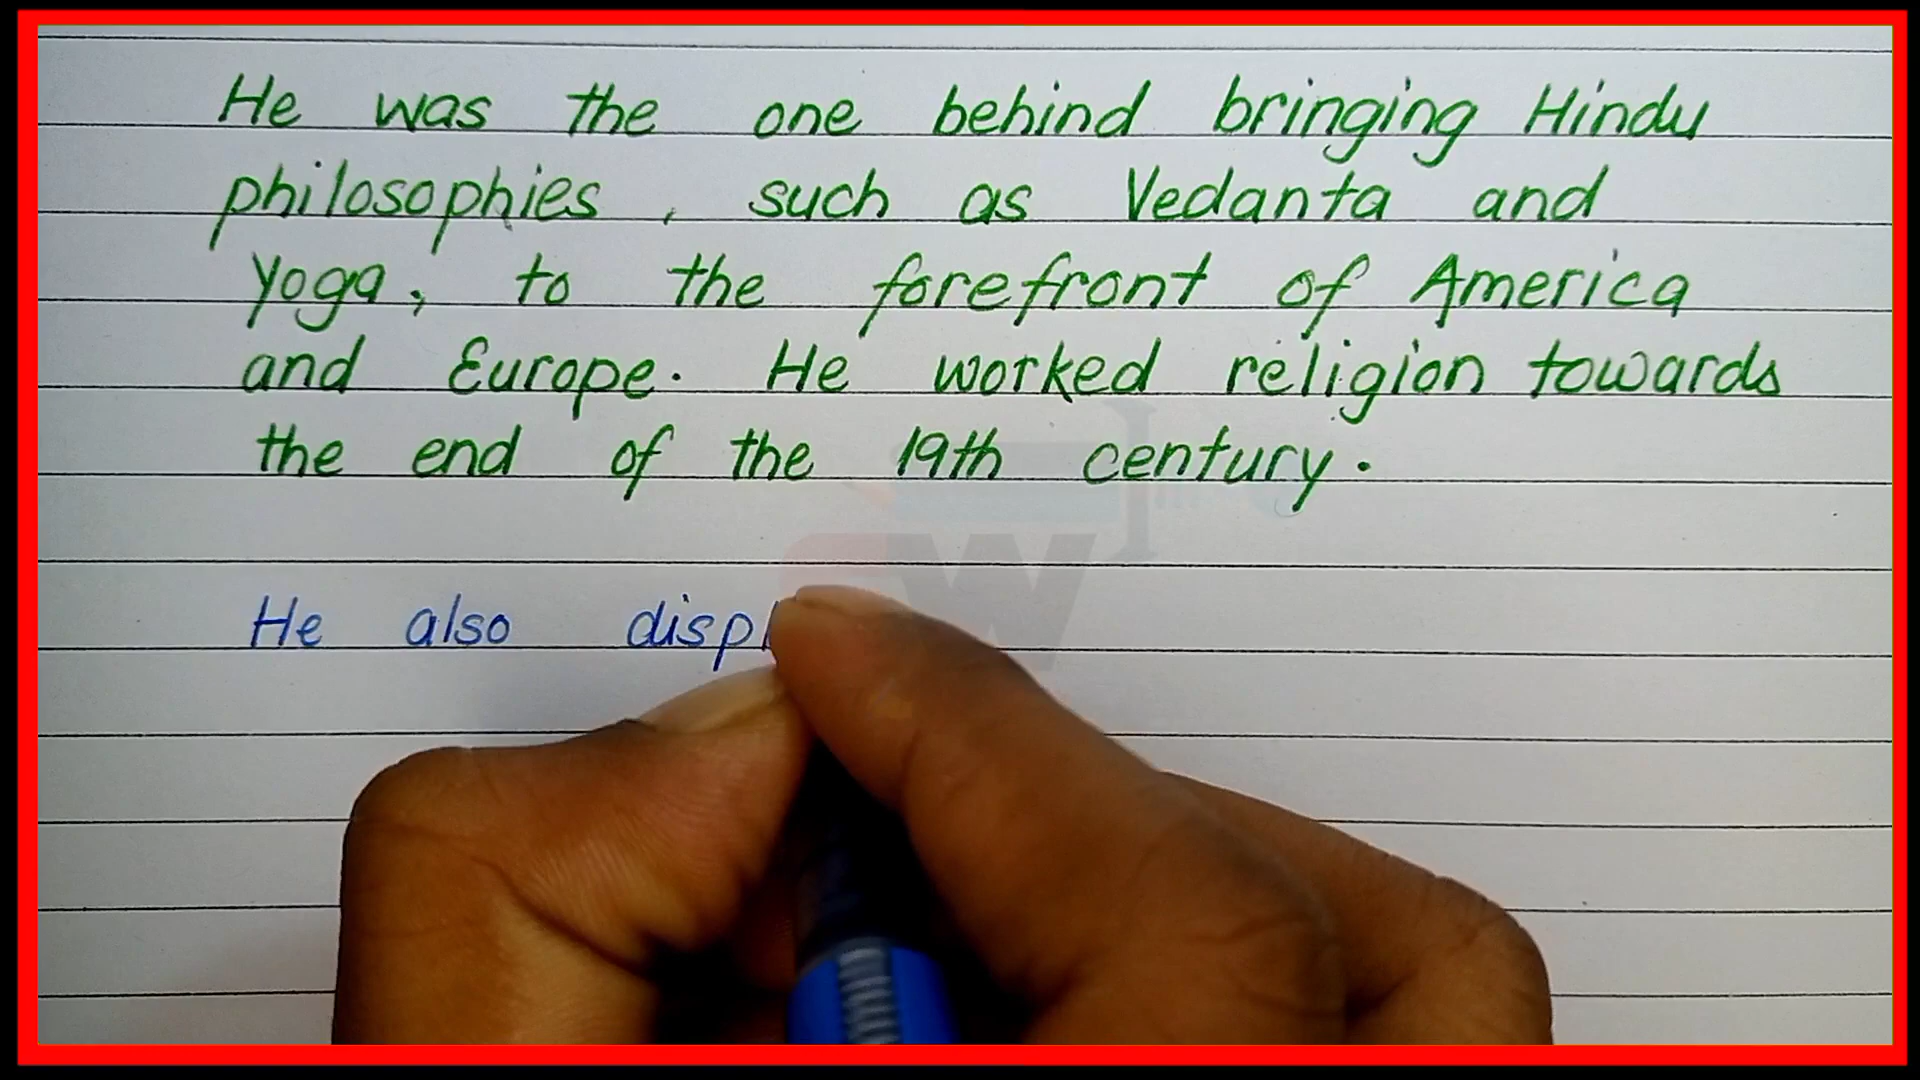 He was the one behind bringing Hindu
philosophies, such as Vedanta and
Yoga, to the forefront of America
and Europe. He worked religion towards
the end of the 19th century.
He also displ